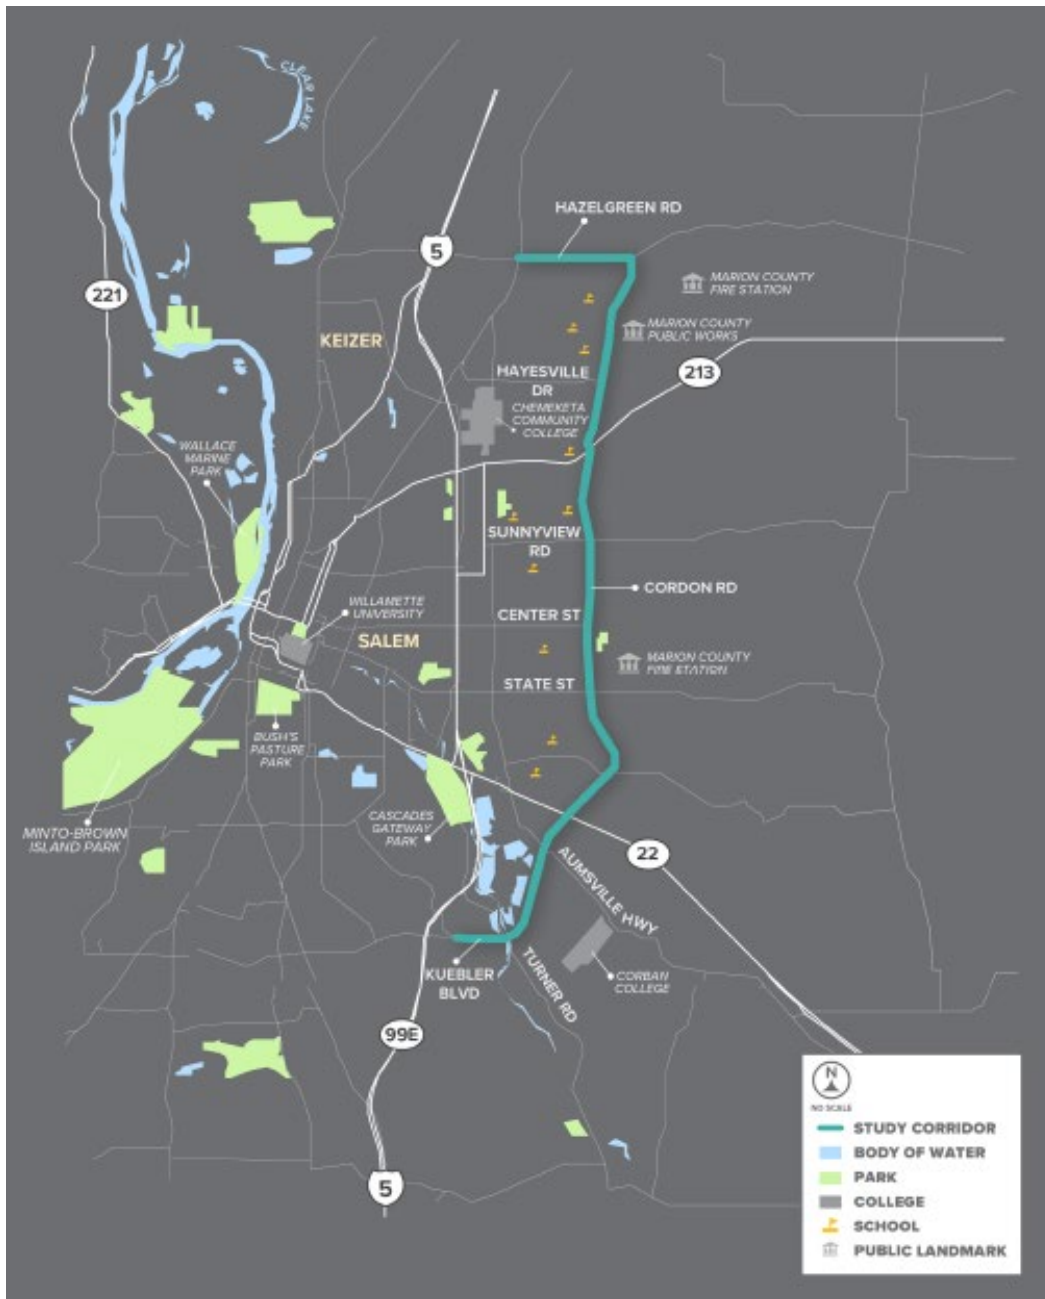 CLEAR LAKE
HAZELGREEN RD
5
MARION COUNTY
FIRE STATION
221
MARION COUNTY
PUBLIC WORKS
KEIZER
213
HAYESVILLE
DR
CHEMEKETA
COMMUNITY
COLLEGE
WALLACE
MARINE
PARK
SUNNYVIEW
RD
CORDON RD
WILLAMETTE
UNIVERSITY
CENTER ST
SALEM
MARION COUNTY
FIRE STATION
STATE ST
BUSH'S
PASTURE
PARK
CASCADES
GATEWAY
PARK
MINTO-BROWN
ISLAND PARK
22
AUMSVILLE HWY
KUEBLER
BLVD
TURNER RD
CORBAN
COLLEGE
99E
5
N
NO SCALE
STUDY CORRIDOR
BODY OF WATER
PARK
COLLEGE
SCHOOL
PUBLIC LANDMARK